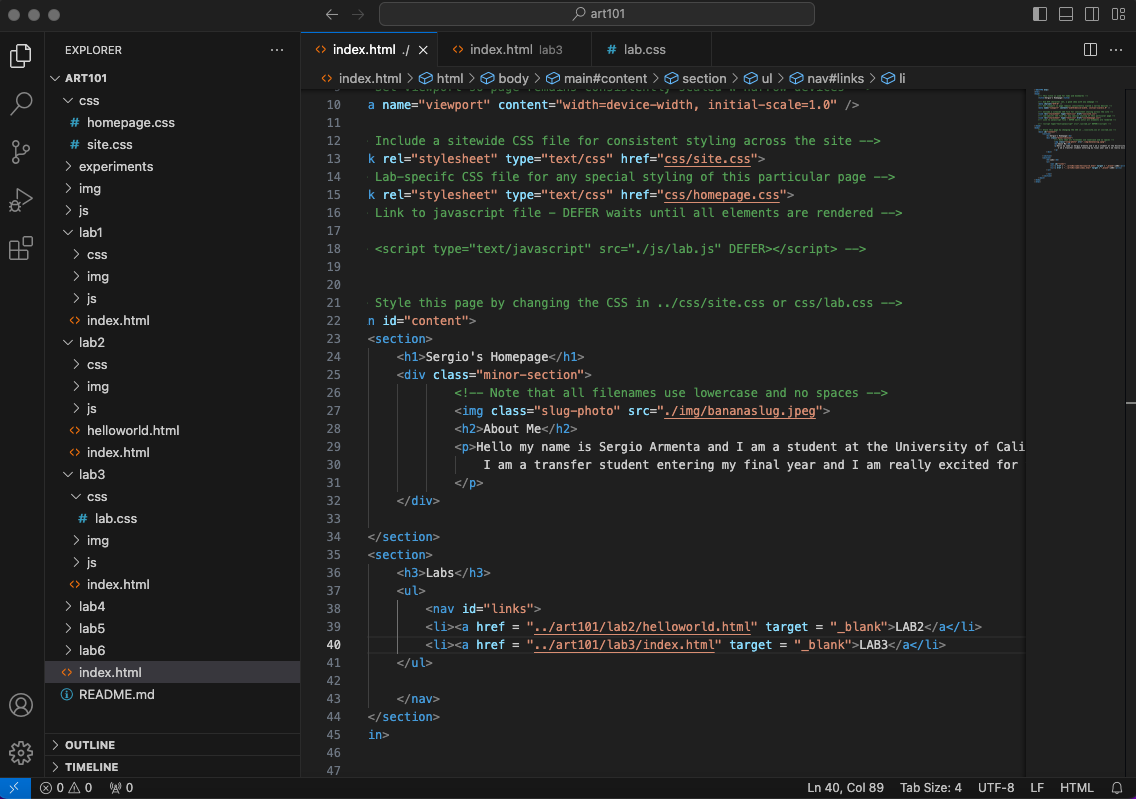 art101
EXPLORER
ART101
css
homepage.css
site.css
experiments
img
js
lab1
css
img
js
index.html
lab2
css
img
js
helloworld.html
index.html
lab3
css
lab.css
img
js
index.html
lab4
lab5
lab6
index.html
README.md
OUTLINE
TIMELINE
index.html ./
index.html lab3
lab.css
index.html > html > body > main#content > section > ul > nav#links > li
10 a name="viewport" content="width=device-width, initial-scale=1.0" />
11
12 Include a sitewide CSS file for consistent styling across the site -->
13 k rel="stylesheet" type="text/css" href="css/site.css">
14 Lab-specifc CSS file for any special styling of this particular page -->
15 k rel="stylesheet" type="text/css" href="css/homepage.css">
16 Link to javascript file - DEFER waits until all elements are rendered -->
17
18 <script type="text/javascript" src="./js/lab.js" DEFER></script> -->
19
20
21 Style this page by changing the CSS in ../css/site.css or css/lab.css -->
22 n id="content">
23 <section>
24 <h1>Sergio's Homepage</h1>
25 <div class="minor-section">
26 <!-- Note that all filenames use lowercase and no spaces -->
27 <img class="slug-photo" src="./img/bananaslug.jpeg">
28 <h2>About Me</h2>
29 <p>Hello my name is Sergio Armenta and I am a student at the University of Cali
30 I am a transfer student entering my final year and I am really excited for
31 </p>
32 </div>
33
34 </section>
35 <section>
36 <h3>Labs</h3>
37 <ul>
38 <nav id="links">
39 <li><a href = "../art101/lab2/helloworld.html" target = "_blank">LAB2</a</li>
40 <li><a href = "../art101/lab3/index.html" target = "_blank">LAB3</a</li>
41 </ul>
42
43 </nav>
44 </section>
45 in>
46
47
0 0 0 Ln 40, Col 89 Tab Size: 4 UTF-8 LF HTML